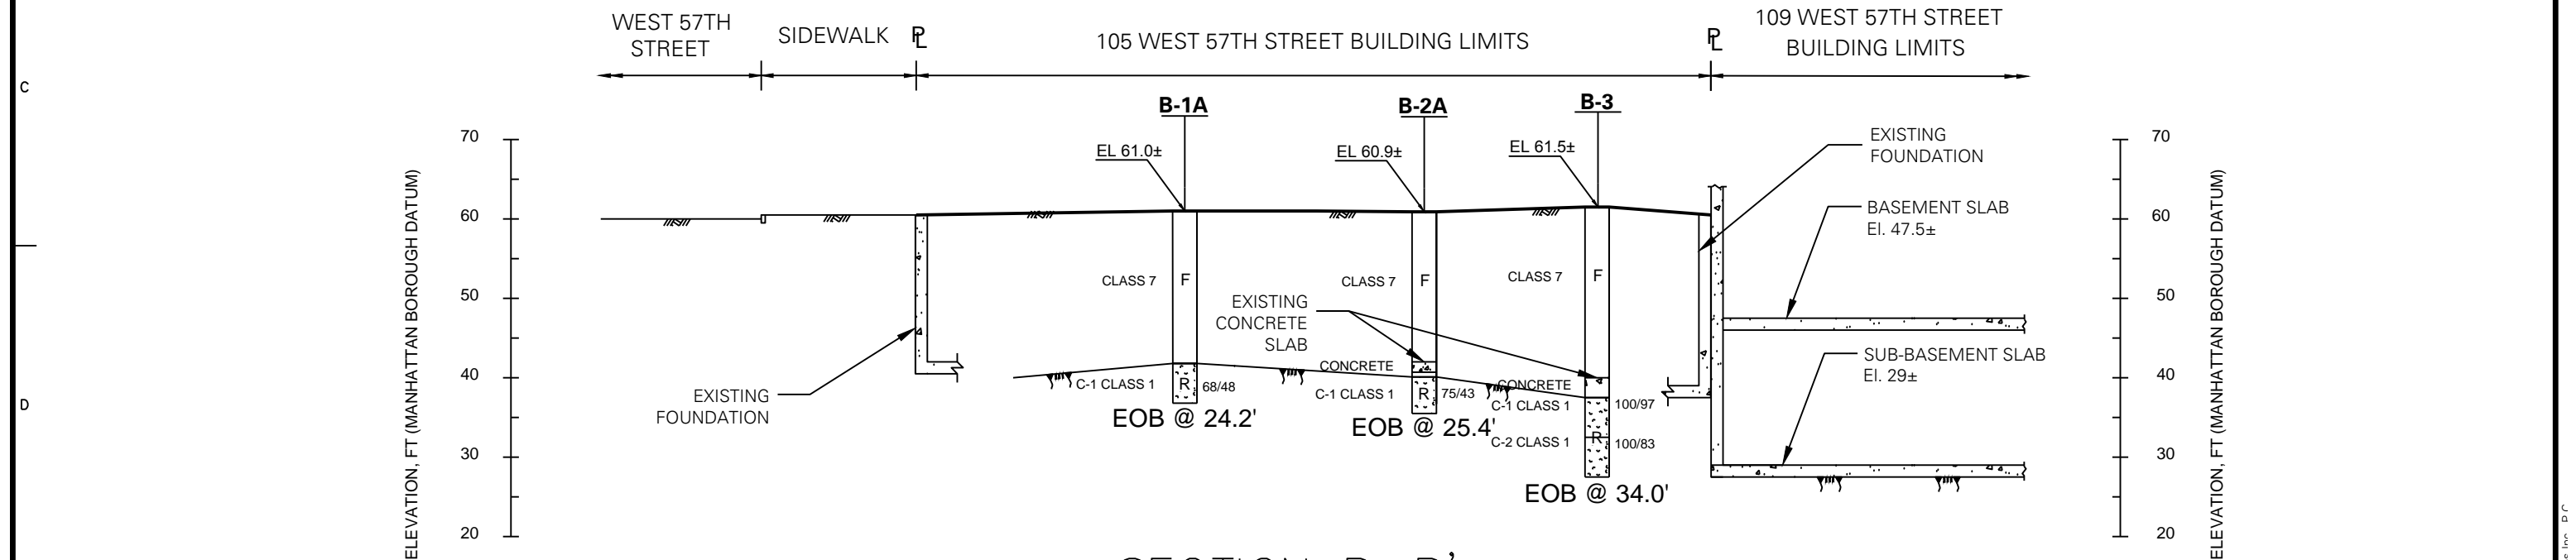 WEST 57TH
STREET
SIDEWALK
PL
105 WEST 57TH STREET BUILDING LIMITS
PL
109 WEST 57TH STREET
BUILDING LIMITS
C
B-1A
B-2A
B-3
EL 61.0±
EL 60.9±
EL 61.5±
EXISTING
FOUNDATION
BASEMENT SLAB
El. 47.5±
SUB-BASEMENT SLAB
El. 29±
70
60
50
40
30
20
ELEVATION, FT (MANHATTAN BOROUGH DATUM)
70
60
50
40
30
20
ELEVATION, FT (MANHATTAN BOROUGH DATUM)
CLASS 7
F
CLASS 7
F
CLASS 7
F
EXISTING
CONCRETE
SLAB
CONCRETE
CONCRETE
C-1 CLASS 1
R
68/48
C-1 CLASS 1
R
75/43
C-1 CLASS 1
100/97
C-2 CLASS 1
R
100/83
EOB @ 24.2'
EOB @ 25.4'
EOB @ 34.0'
EXISTING
FOUNDATION
D